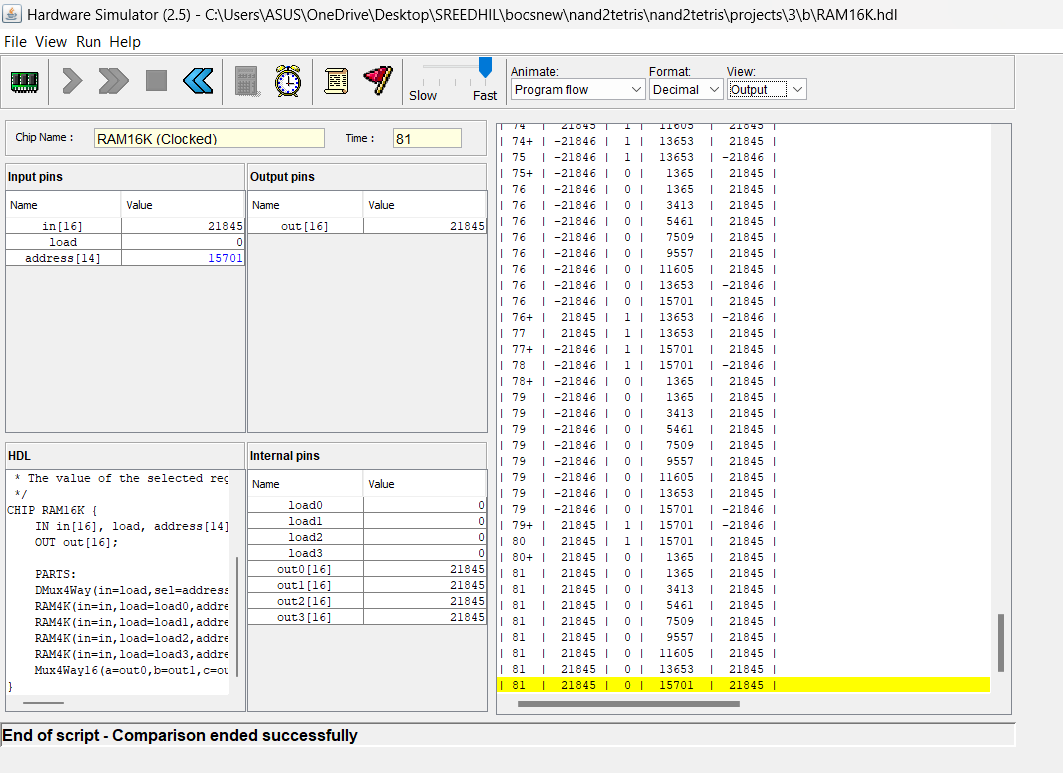 Hardware Simulator (2.5) - C:\Users\ASUS\OneDrive\Desktop\SREEDHIL\bocsnew\nand2tetris\nand2tetris\projects\3\b\RAM16K.hdl
File View Run Help
Slow Fast
Animate: Format: View:
Program flow Decimal Output
Chip Name : RAM16K (Clocked) Time : 81
Input pins
Name Value
in[16] 21845
load 0
address[14] 15701
Output pins
Name Value
out[16] 21845
HDL
* The value of the selected reg
*/
CHIP RAM16K {
IN in[16], load, address[14]
OUT out[16];
PARTS:
DMux4Way(in=load,sel=address
RAM4K(in=in,load=load0,addre
RAM4K(in=in,load=load1,addre
RAM4K(in=in,load=load2,addre
RAM4K(in=in,load=load3,addre
Mux4Way16(a=out0,b=out1,c=ou
}
Internal pins
Name Value
load0 0
load1 0
load2 0
load3 0
out0[16] 21845
out1[16] 21845
out2[16] 21845
out3[16] 21845
| 74 | 21845 | 1 | 11605 | 21845 |
| 74+ | -21846 | 1 | 13653 | 21845 |
| 75 | -21846 | 1 | 13653 | -21846 |
| 75+ | -21846 | 0 | 1365 | 21845 |
| 76 | -21846 | 0 | 1365 | 21845 |
| 76 | -21846 | 0 | 3413 | 21845 |
| 76 | -21846 | 0 | 5461 | 21845 |
| 76 | -21846 | 0 | 7509 | 21845 |
| 76 | -21846 | 0 | 9557 | 21845 |
| 76 | -21846 | 0 | 11605 | 21845 |
| 76 | -21846 | 0 | 13653 | -21846 |
| 76 | -21846 | 0 | 15701 | 21845 |
| 76+ | 21845 | 1 | 13653 | -21846 |
| 77 | 21845 | 1 | 13653 | 21845 |
| 77+ | -21846 | 1 | 15701 | 21845 |
| 78 | -21846 | 1 | 15701 | -21846 |
| 78+ | -21846 | 0 | 1365 | 21845 |
| 79 | -21846 | 0 | 1365 | 21845 |
| 79 | -21846 | 0 | 3413 | 21845 |
| 79 | -21846 | 0 | 5461 | 21845 |
| 79 | -21846 | 0 | 7509 | 21845 |
| 79 | -21846 | 0 | 9557 | 21845 |
| 79 | -21846 | 0 | 11605 | 21845 |
| 79 | -21846 | 0 | 13653 | 21845 |
| 79 | -21846 | 0 | 15701 | -21846 |
| 79+ | 21845 | 1 | 15701 | -21846 |
| 80 | 21845 | 1 | 15701 | 21845 |
| 80+ | 21845 | 0 | 1365 | 21845 |
| 81 | 21845 | 0 | 1365 | 21845 |
| 81 | 21845 | 0 | 3413 | 21845 |
| 81 | 21845 | 0 | 5461 | 21845 |
| 81 | 21845 | 0 | 7509 | 21845 |
| 81 | 21845 | 0 | 9557 | 21845 |
| 81 | 21845 | 0 | 11605 | 21845 |
| 81 | 21845 | 0 | 13653 | 21845 |
| 81 | 21845 | 0 | 15701 | 21845 |
End of script - Comparison ended successfully